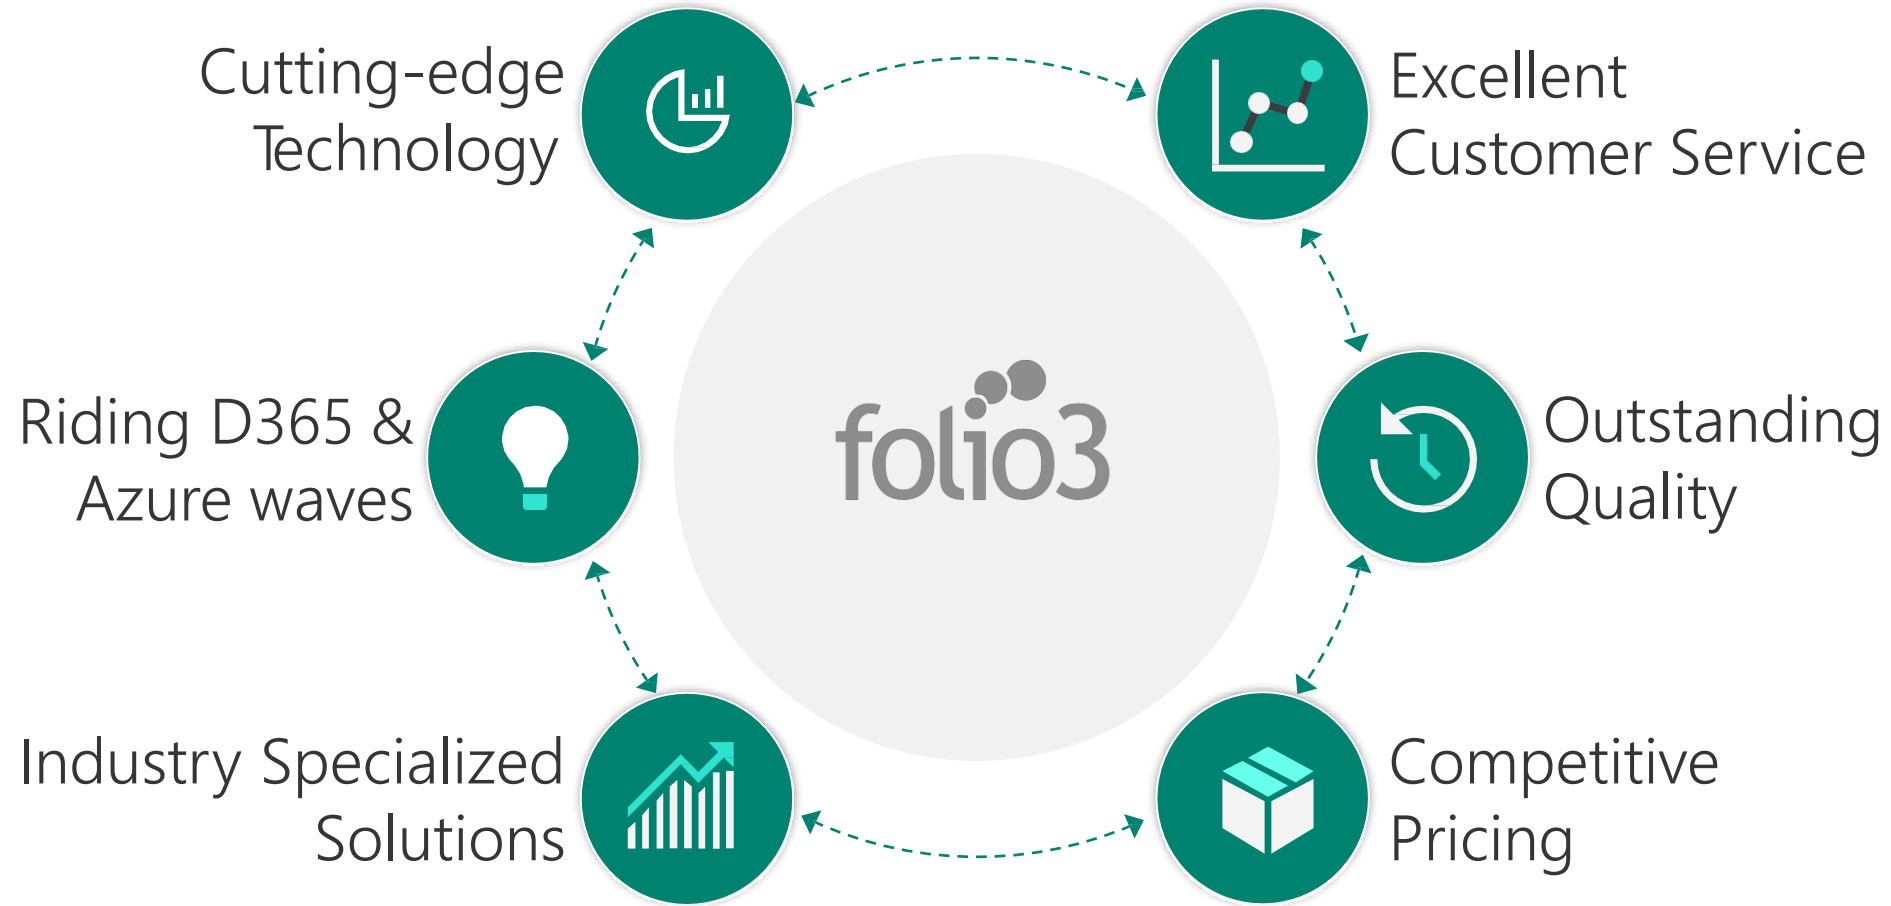 Cutting-edge
Technology
Excellent
Customer Service
Riding D365 &
Azure waves
folio3
Outstanding
Quality
Industry Specialized
Solutions
Competitive
Pricing